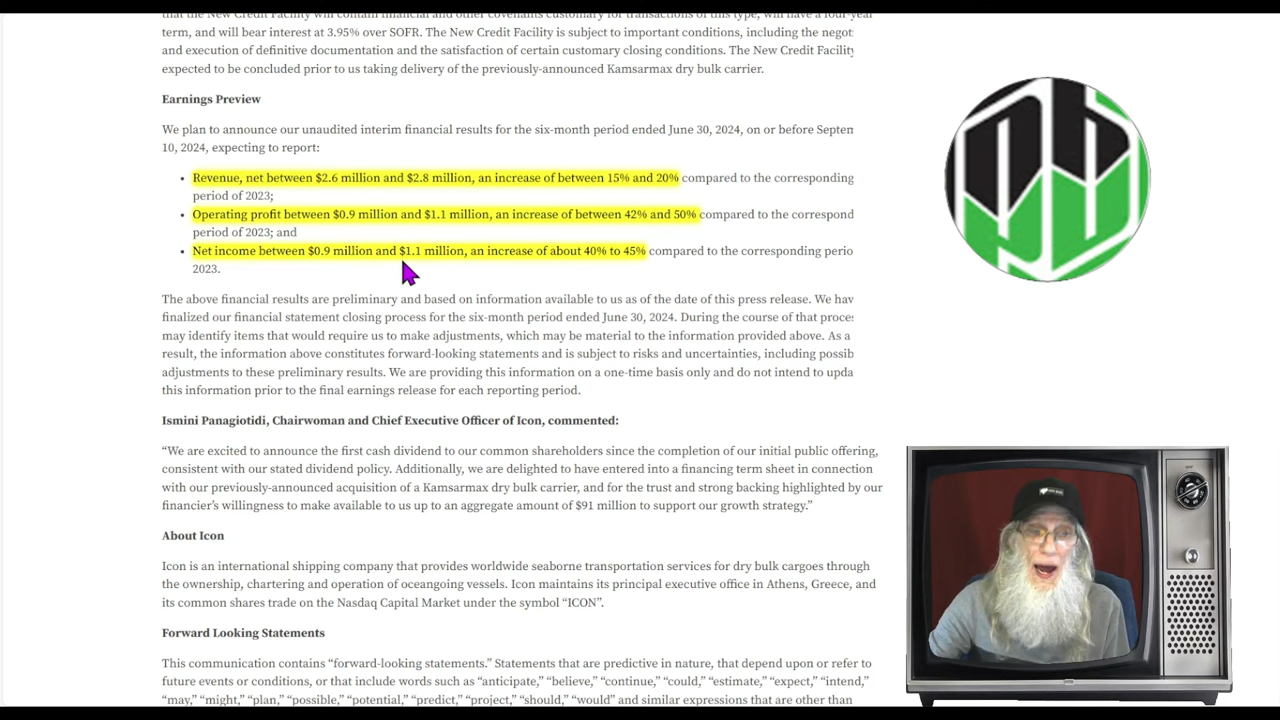 that the New Credit Facility will contain financial and other covenants customary for transactions of this type, will have a four-year
term, and will bear interest at 3.95% over SOFR. The New Credit Facility is subject to important conditions, including the negot
and execution of definitive documentation and the satisfaction of certain customary closing conditions. The New Credit Facility
expected to be concluded prior to us taking delivery of the previously-announced Kamsarmax dry bulk carrier.
Earnings Preview
We plan to announce our unaudited interim financial results for the six-month period ended June 30, 2024, on or before Septem
10, 2024, expecting to report:
• Revenue, net between $2.6 million and $2.8 million, an increase of between 15% and 20% compared to the corresponding
period of 2023;
• Operating profit between $0.9 million and $1.1 million, an increase of between 42% and 50% compared to the correspond
period of 2023; and
• Net income between $0.9 million and $1.1 million, an increase of about 40% to 45% compared to the corresponding perio
2023.
The above financial results are preliminary and based on information available to us as of the date of this press release. We hav
finalized our financial statement closing process for the six-month period ended June 30, 2024. During the course of that proces
may identify items that would require us to make adjustments, which may be material to the information provided above. As a
result, the information above constitutes forward-looking statements and is subject to risks and uncertainties, including possib
adjustments to these preliminary results. We are providing this information on a one-time basis only and do not intend to upda
this information prior to the final earnings release for each reporting period.
Ismini Panagiotidi, Chairwoman and Chief Executive Officer of Icon, commented:
“We are excited to announce the first cash dividend to our common shareholders since the completion of our initial public offering,
consistent with our stated dividend policy. Additionally, we are delighted to have entered into a financing term sheet in connection
with our previously-announced acquisition of a Kamsarmax dry bulk carrier, and for the trust and strong backing highlighted by our
financier’s willingness to make available to us up to an aggregate amount of $91 million to support our growth strategy.”
About Icon
Icon is an international shipping company that provides worldwide seaborne transportation services for dry bulk cargoes through
the ownership, chartering and operation of oceangoing vessels. Icon maintains its principal executive office in Athens, Greece, and
its common shares trade on the Nasdaq Capital Market under the symbol “ICON”.
Forward Looking Statements
This communication contains “forward-looking statements.” Statements that are predictive in nature, that depend upon or refer to
future events or conditions, or that include words such as “anticipate,” “believe,” “continue,” “could,” “estimate,” “expect,” “intend,”
“may,” “might,” “plan,” “possible,” “potential,” “predict,” “project,” “should,” “would” and similar expressions that are other than